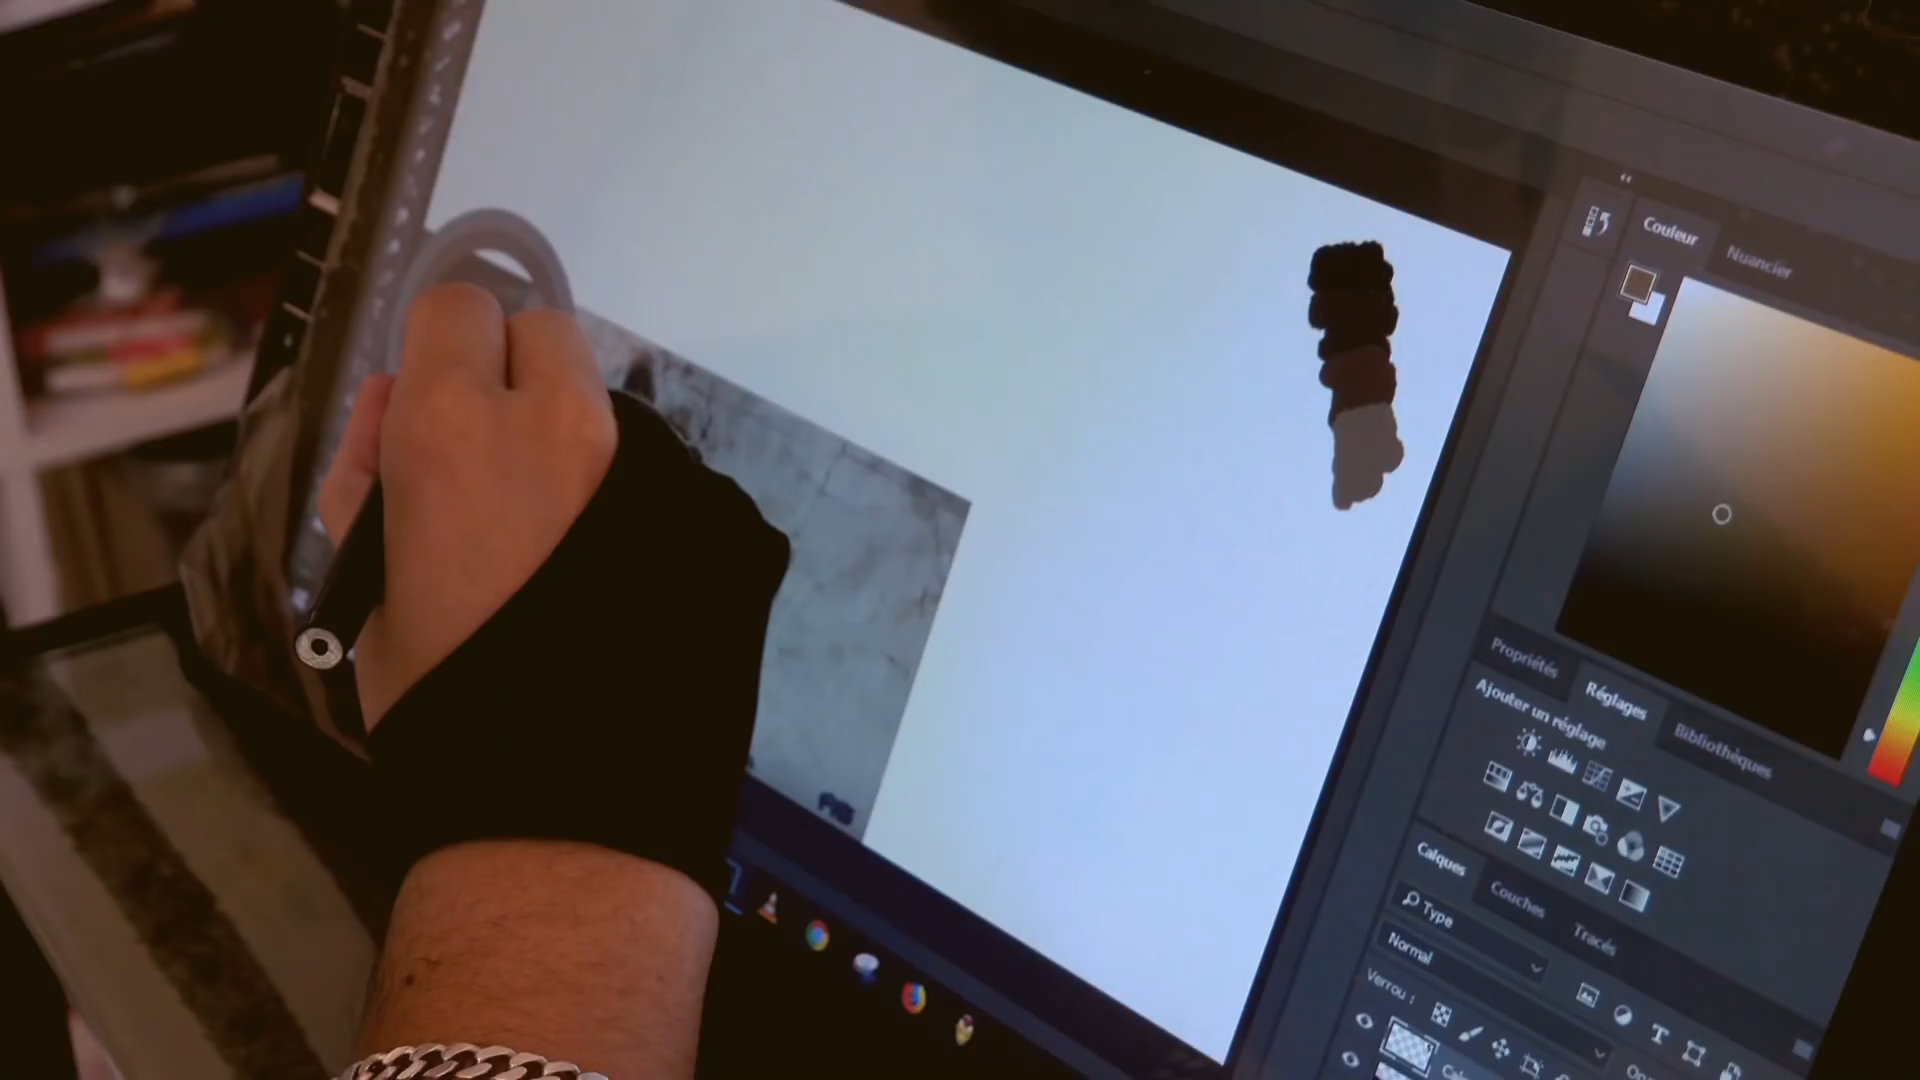 Couleur
Nuancier
Propriétés
Réglages
Bibliothèques
Ajouter un réglage
Calques
Couches
Tracés
Type
Normal
Verrou :